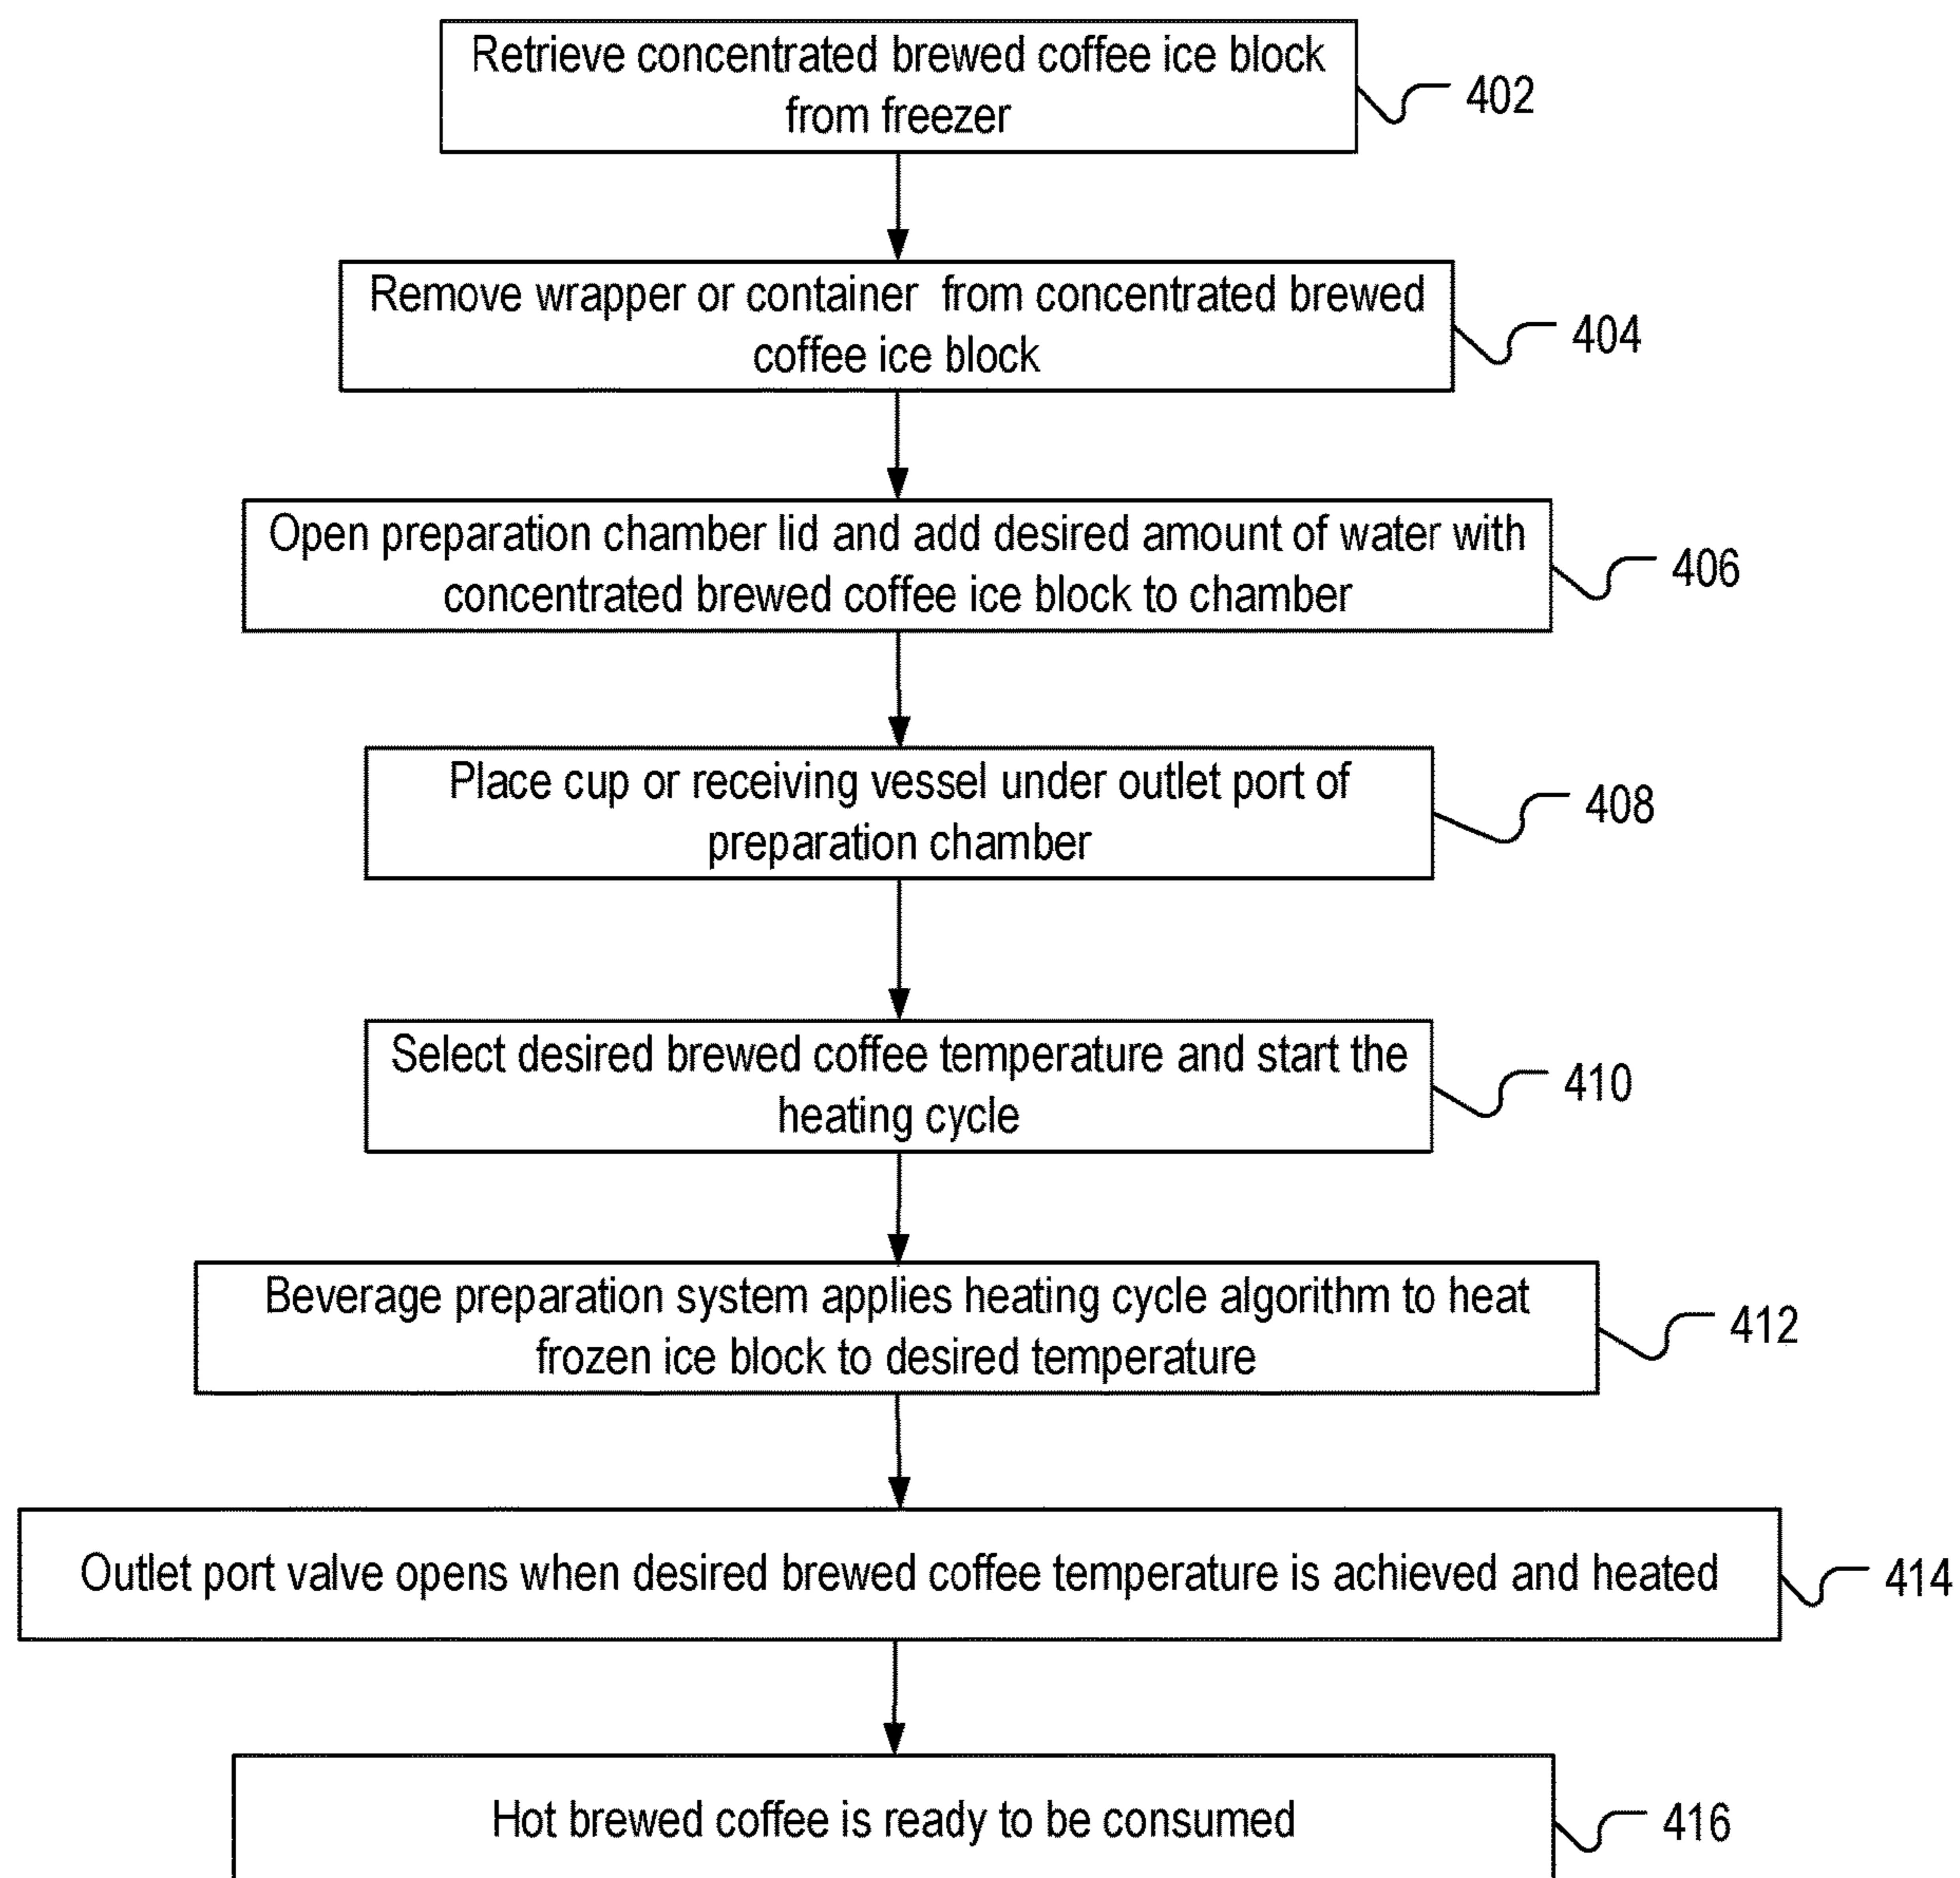 Retrieve concentrated brewed coffee ice block
from freezer
402
Remove wrapper or container from concentrated brewed
coffee ice block
404
Open preparation chamber lid and add desired amount of water with
concentrated brewed coffee ice block to chamber
406
Place cup or receiving vessel under outlet port of
preparation chamber
408
Select desired brewed coffee temperature and start the
heating cycle
410
Beverage preparation system applies heating cycle algorithm to heat
frozen ice block to desired temperature
412
Outlet port valve opens when desired brewed coffee temperature is achieved and heated
414
Hot brewed coffee is ready to be consumed
416